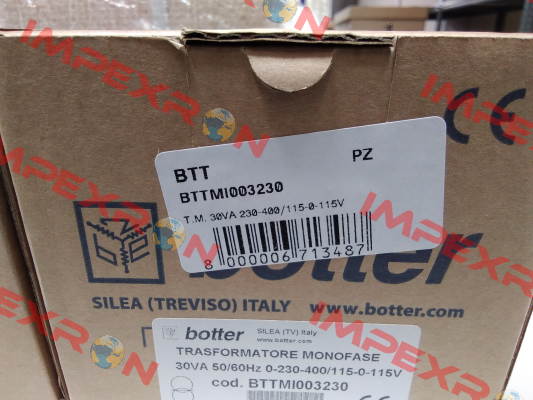 BTT PZ
BTTMI003230
T.M. 30VA 230-400/115-0-115V
8 000006 713487
botter
SILEA (TREVISO) ITALY www.botter.com
botter SILEA (TV) Italy
www.botter.com
TRASFORMATORE MONOFASE
30VA 50/60Hz 0-230-400/115-0-115V
cod. BTTMI003230
CE
IMPEXRON
IMPEXRON
IMPEXRON
IMPEXRON